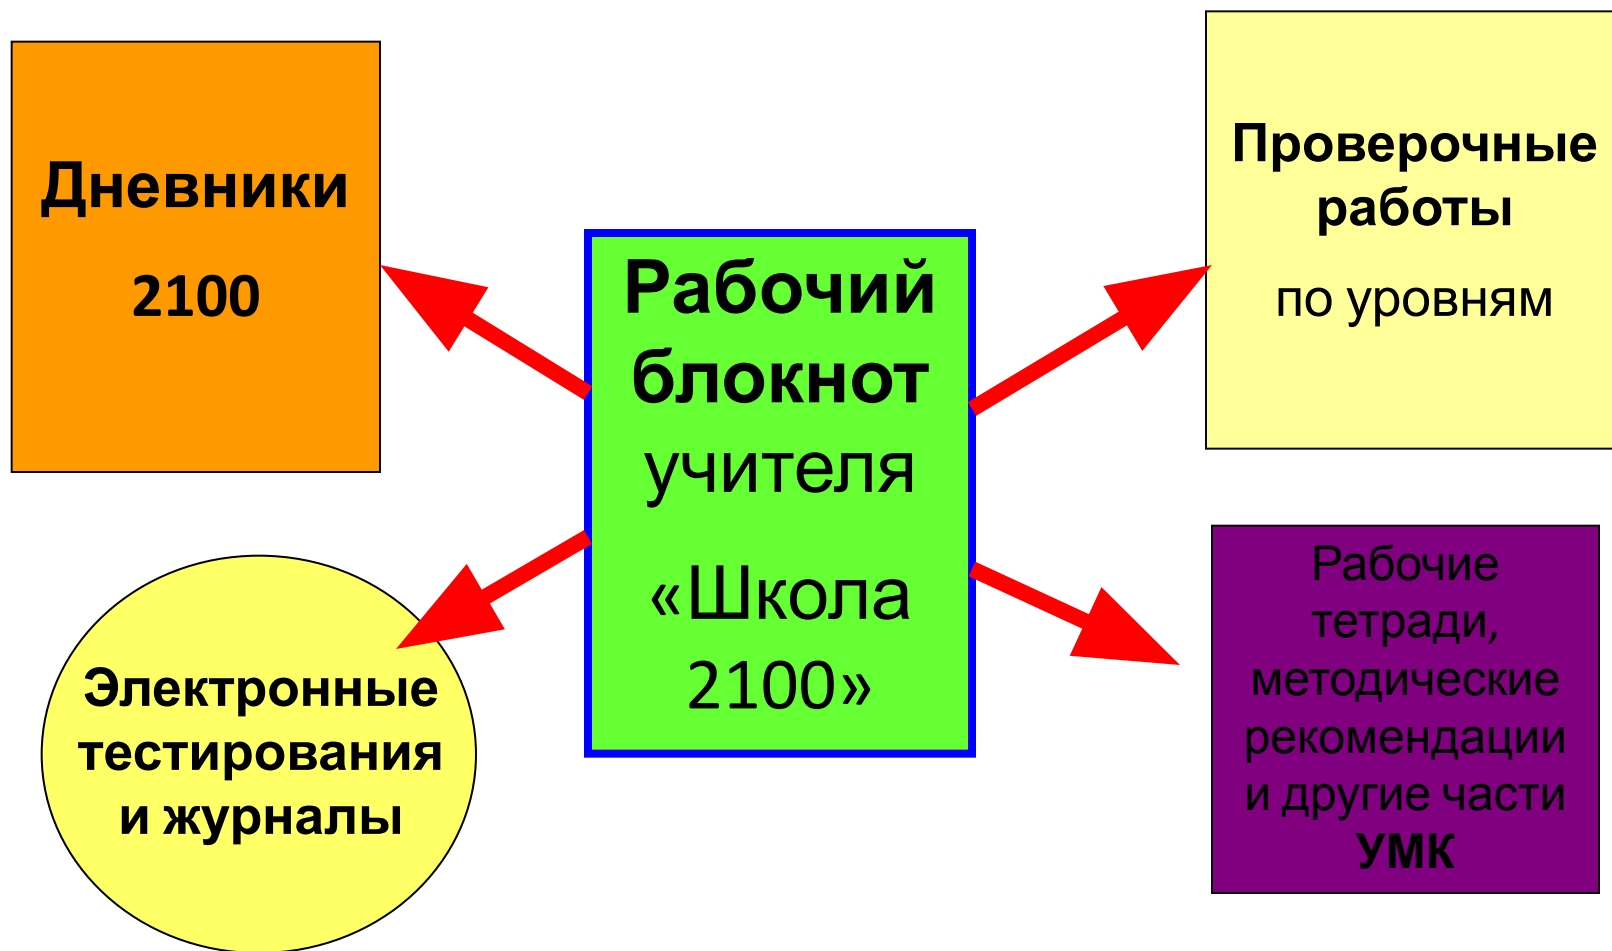 Дневники
2100
Рабочий
блокнот
учителя
«Школа
2100»
Проверочные
работы
по уровням
Электронные
тестирования
и журналы
Рабочие
тетради,
методические
рекомендации
и другие части
УМК